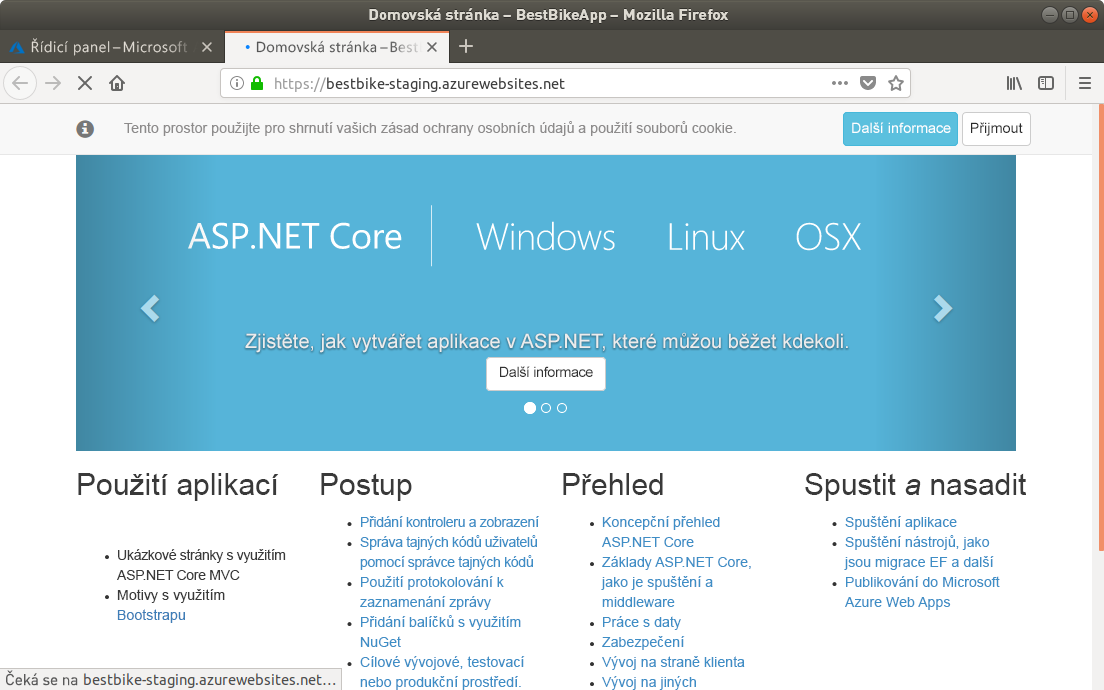 Domovská stránka – BestBikeApp – Mozilla Firefox
Řídicí panel – Microsoft
Domovská stránka – Best
https://bestbike-staging.azurewebsites.net
Tento prostor použijte pro shrnutí vašich zásad ochrany osobních údajů a použití souborů cookie.
Další informace
Přijmout
ASP.NET Core
Windows
Linux
OSX
Zjistěte, jak vytvářet aplikace v ASP.NET, které můžou běžet kdekoli.
Další informace
Použití aplikací
Ukázkové stránky s využitím
ASP.NET Core MVC
Motivy s využitím
Bootstrapu
Postup
Přidání kontroleru a zobrazení
Správa tajných kódů uživatelů
pomocí správce tajných kódů
Použití protokolování k
zaznamenání zprávy
Přidání balíčků s využitím
NuGet
Cílové vývojové, testovací
nebo produkční prostředí.
Přehled
Koncepční přehled
ASP.NET Core
Základy ASP.NET Core,
jako je spuštění a
middleware
Práce s daty
Zabezpečení
Vývoj na straně klienta
Vývoj na jiných
Spustit a nasadit
Spuštění aplikace
Spuštění nástrojů, jako
jsou migrace EF a další
Publikování do Microsoft
Azure Web Apps
Čeká se na bestbike-staging.azurewebsites.net…